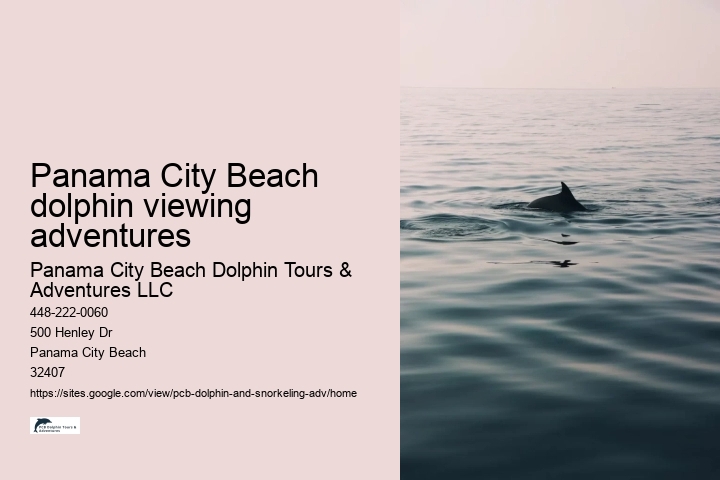 Panama City Beach
dolphin viewing
adventures
Panama City Beach Dolphin Tours &
Adventures LLC
448-222-0060
500 Henley Dr
Panama City Beach
32407
https://sites.google.com/view/pcb-dolphin-and-snorkeling-adv/home
PCB Dolphin Tours &
Adventures